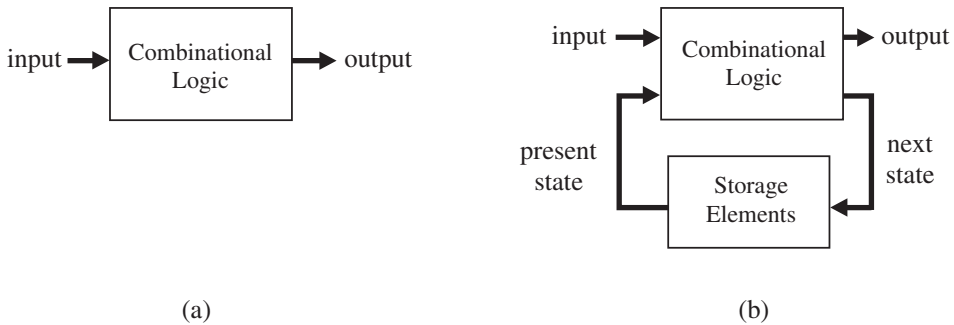 input
Combinational
Logic
output
(a)
input
Combinational
Logic
output
present
state
next
state
Storage
Elements
(b)